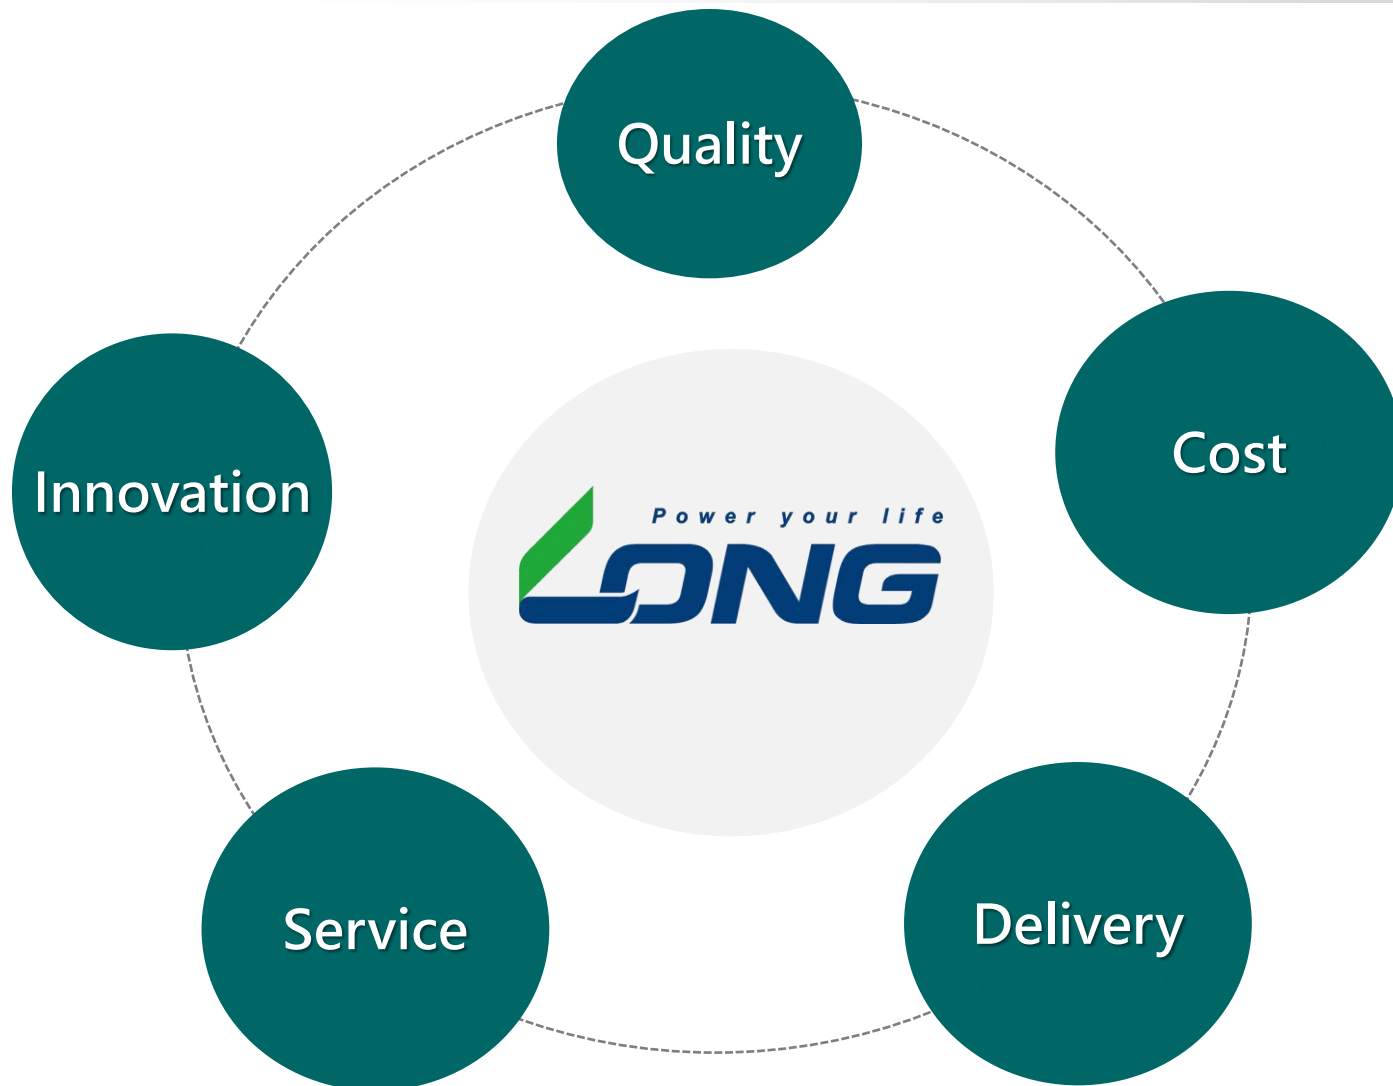 Quality
Cost
Innovation
Power your life
LONG
Delivery
Service